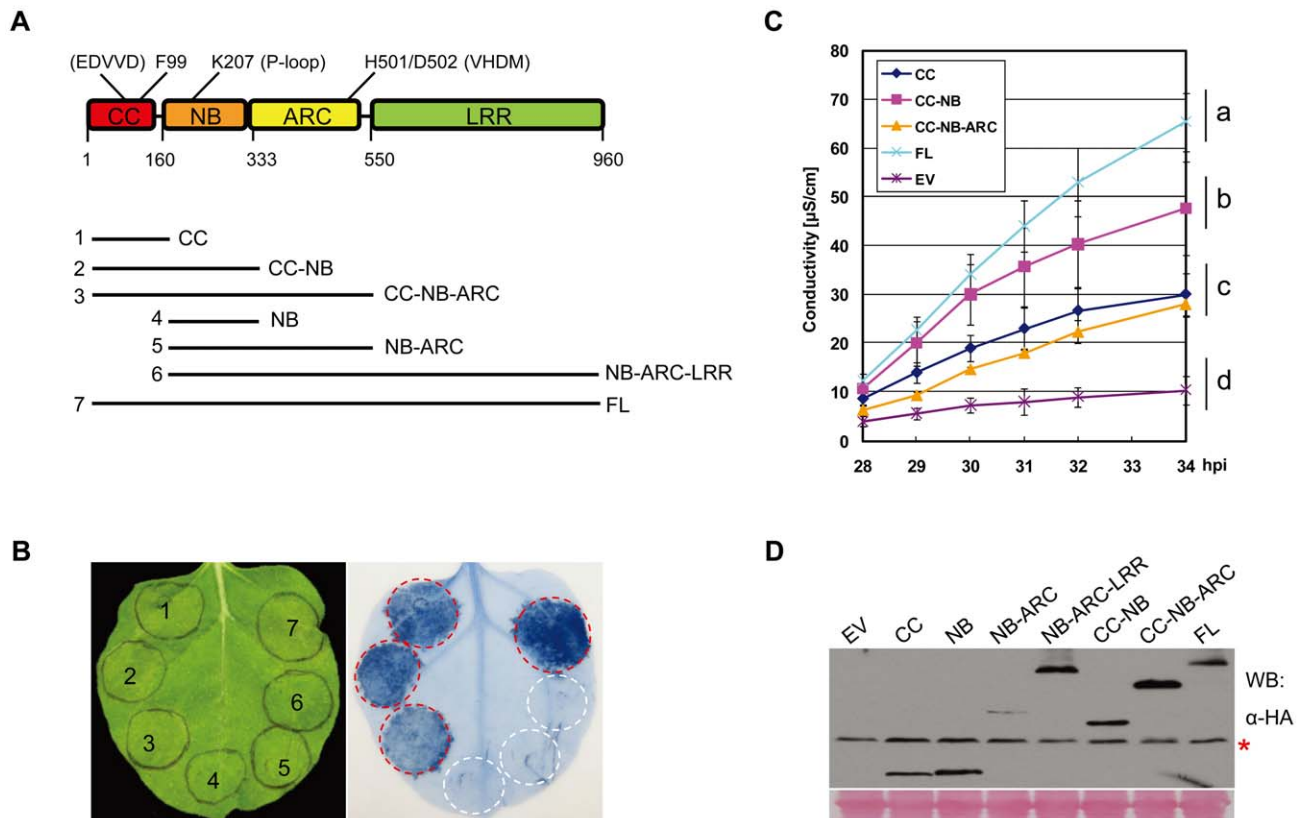 A
(EDVVD) F99 K207 (P-loop) H501/D502 (VHDM)
CC NB ARC LRR
1 160 333 550 960
1 CC
2 CC-NB
3 CC-NB-ARC
4 NB
5 NB-ARC
6 NB-ARC-LRR
7 FL
B
1
2
3
4
5
6
7
C
Conductivity [µS/cm]
80
70
60
50
40
30
20
10
0
28 29 30 31 32 33 34 hpi
CC
CC-NB
CC-NB-ARC
FL
EV
a
b
c
d
D
EV CC NB NB-ARC NB-ARC-LRR CC-NB CC-NB-ARC FL
WB:
α-HA
*